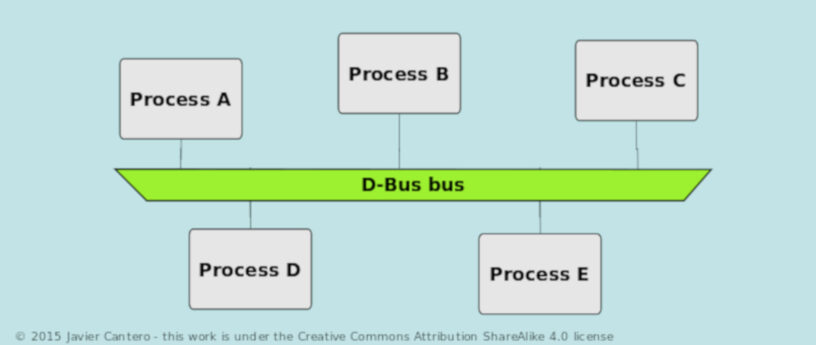 Process B
Process C
Process A
D-Bus bus
Process D
Process E
© 2015 Javier Cantero - this work is under the Creative Commons Attribution ShareAlike 4.0 license